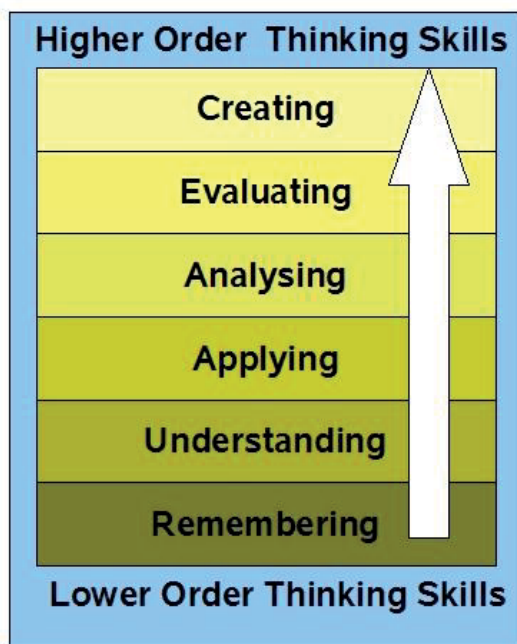 Higher Order Thinking Skills
Creating
Evaluating
Analysing
Applying
Understanding
Remembering
Lower Order Thinking Skills